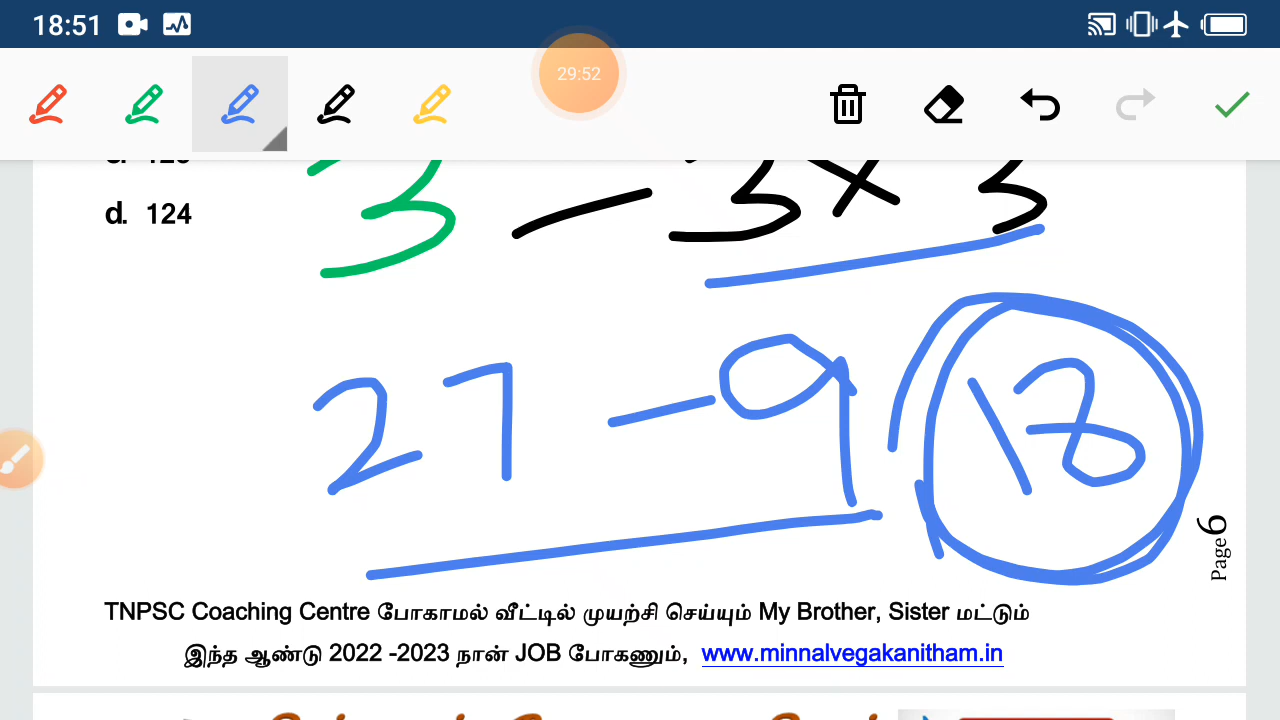 18:51
29:52
3 — 3 x 3
d. 124
27 — 9 18
Page 6
TNPSC Coaching Centre போகாமல் வீட்டில் முயற்சி செய்யும் My Brother, Sister மட்டும்
இந்த ஆண்டு 2022 -2023 நான் JOB போகணும், www.minnalvegakanitham.in